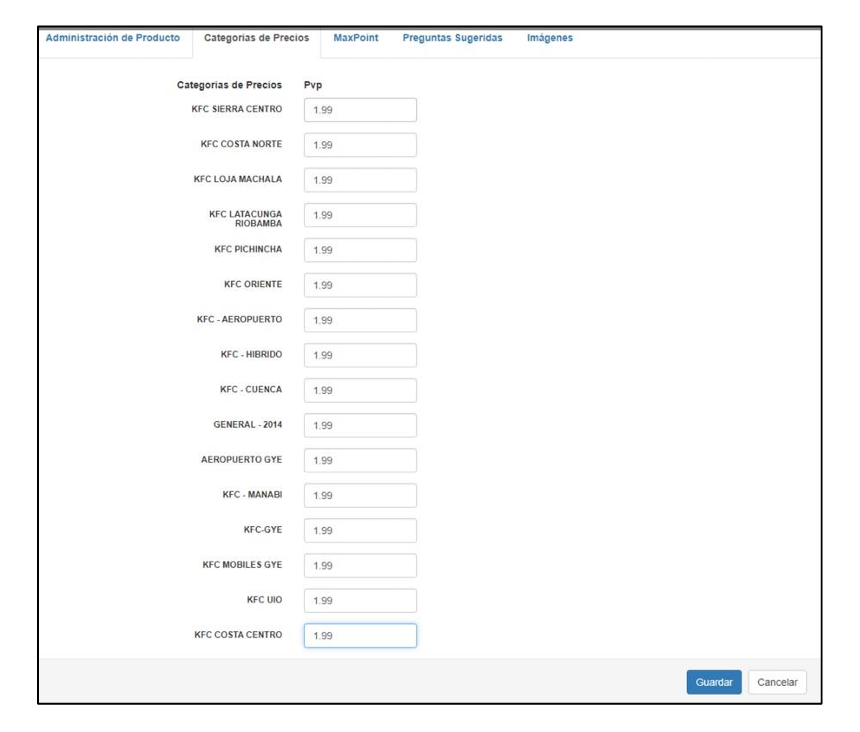 Administración de Producto Categorias de Precios MaxPoint Preguntas Sugeridas Imágenes
Categorias de Precios Pvp
KFC SIERRA CENTRO 1.99
KFC COSTA NORTE 1.99
KFC LOJA MACHALA 1.99
KFC LATACUNGA
RIOBAMBA 1.99
KFC PICHINCHA 1.99
KFC ORIENTE 1.99
KFC - AEROPUERTO 1.99
KFC - HIBRIDO 1.99
KFC - CUENCA 1.99
GENERAL - 2014 1.99
AEROPUERTO GYE 1.99
KFC - MANABI 1.99
KFC-GYE 1.99
KFC MOBILES GYE 1.99
KFC UIO 1.99
KFC COSTA CENTRO 1.99
Guardar Cancelar